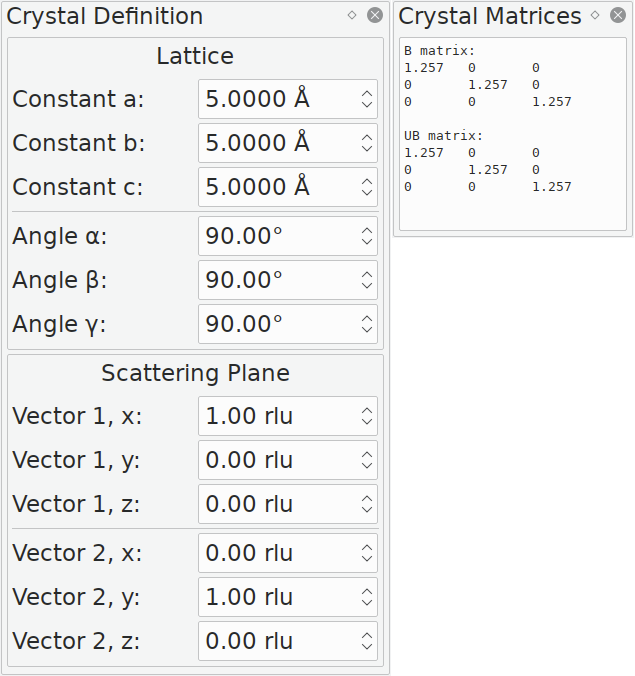 Crystal Definition
Lattice
Constant a: 5.0000 Å
Constant b: 5.0000 Å
Constant c: 5.0000 Å
Angle α: 90.00°
Angle β: 90.00°
Angle γ: 90.00°
Scattering Plane
Vector 1, x: 1.00 rlu
Vector 1, y: 0.00 rlu
Vector 1, z: 0.00 rlu
Vector 2, x: 0.00 rlu
Vector 2, y: 1.00 rlu
Vector 2, z: 0.00 rlu
Crystal Matrices
B matrix:
1.257 0 0
0 1.257 0
0 0 1.257
UB matrix:
1.257 0 0
0 1.257 0
0 0 1.257